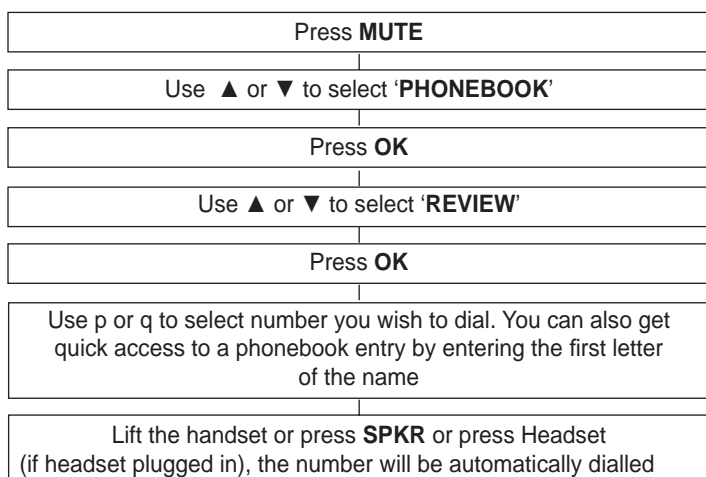 Press MUTE
Use ▲ or ▼ to select ‘PHONEBOOK’
Press OK
Use ▲ or ▼ to select ‘REVIEW’
Press OK
Use p or q to select number you wish to dial. You can also get
quick access to a phonebook entry by entering the first letter
of the name
Lift the handset or press SPKR or press Headset
(if headset plugged in), the number will be automatically dialled